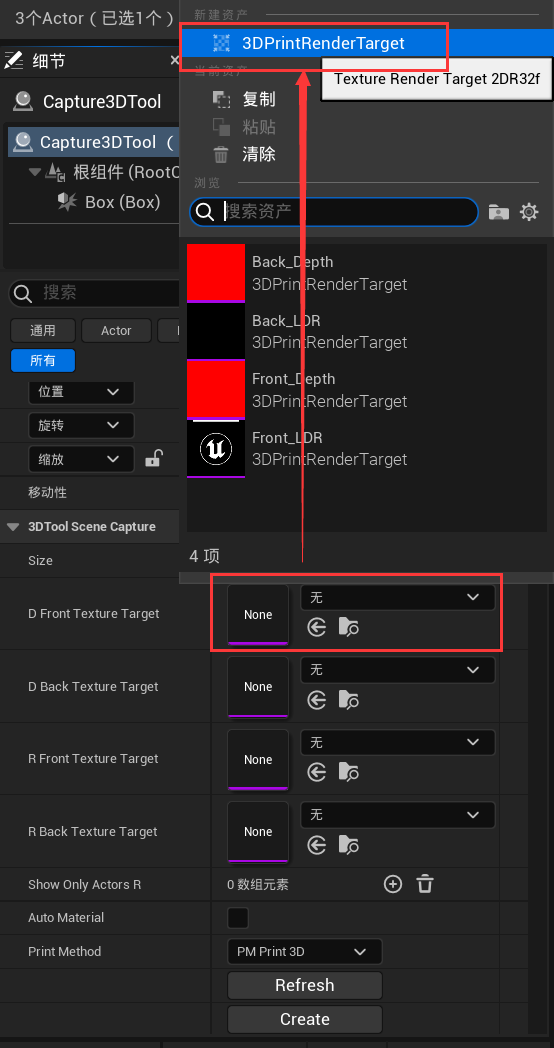 3个Actor（已选1个）
细节
Capture3DTool
Capture3DTool（
根组件 (RootC
Box (Box)
搜索
通用
Actor
所有
位置
旋转
缩放
移动性
新建资产
3DPrintRenderTarget
Texture Render Target 2DR32f
当前资产
复制
粘贴
清除
浏览
搜索资产
Back_Depth
3DPrintRenderTarget
Back_LDR
3DPrintRenderTarget
Front_Depth
3DPrintRenderTarget
Front_LDR
3DPrintRenderTarget
4 项
3DTool Scene Capture
Size
D Front Texture Target
None
无
D Back Texture Target
None
无
R Front Texture Target
None
无
R Back Texture Target
None
无
Show Only Actors R
0 数组元素
Auto Material
Print Method
PM Print 3D
Refresh
Create